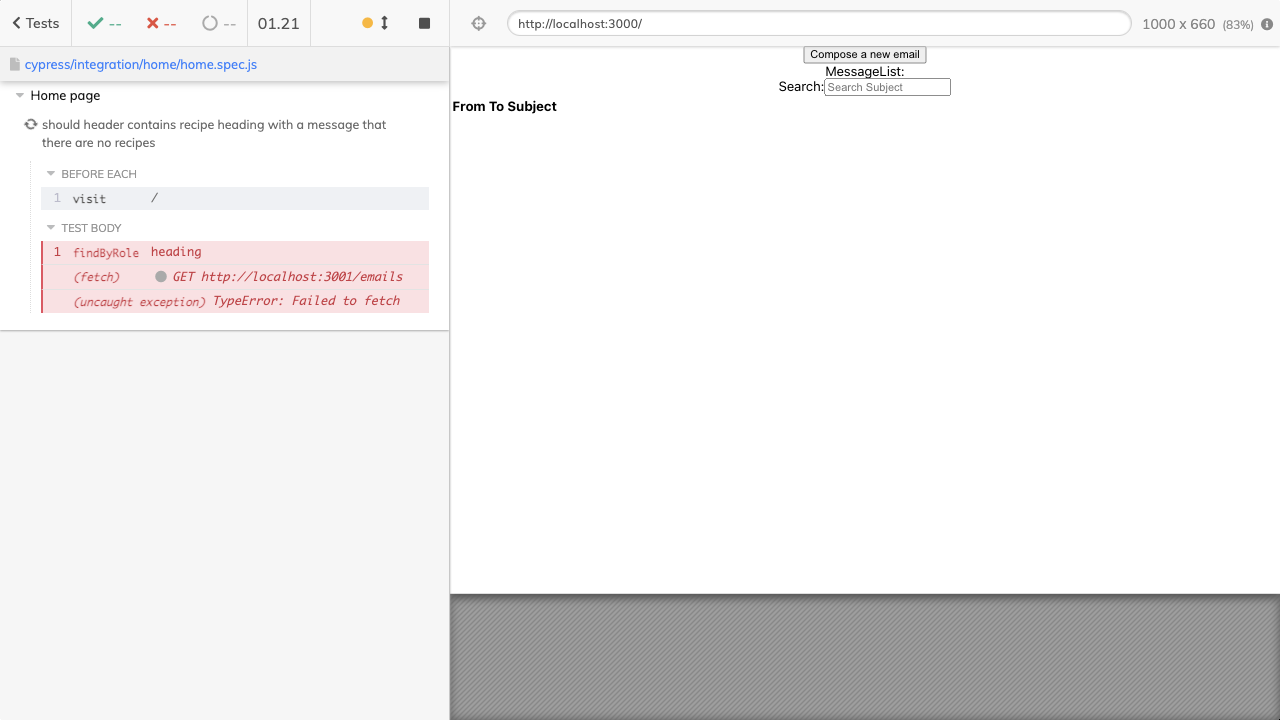 Tests
--
--
--
01.21
http://localhost:3000/
1000 x 660 (83%)
cypress/integration/home/home.spec.js
Home page
should header contains recipe heading with a message that
there are no recipes
BEFORE EACH
1 visit /
TEST BODY
1 findByRole heading
(fetch) GET http://localhost:3001/emails
(uncaught exception) TypeError: Failed to fetch
Compose a new email
MessageList:
Search: Search Subject
From To Subject